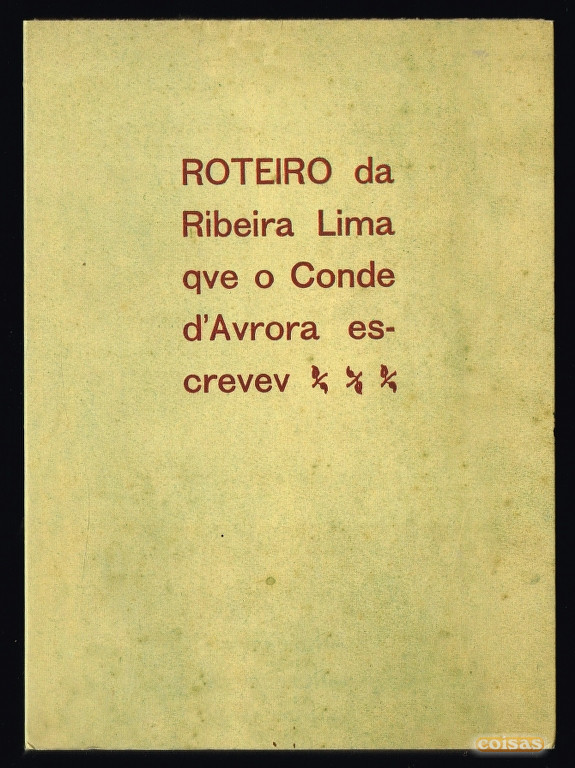 ROTEIRO da
Ribeira Lima
qve o Conde
d'Avrora es-
crevev
coisas